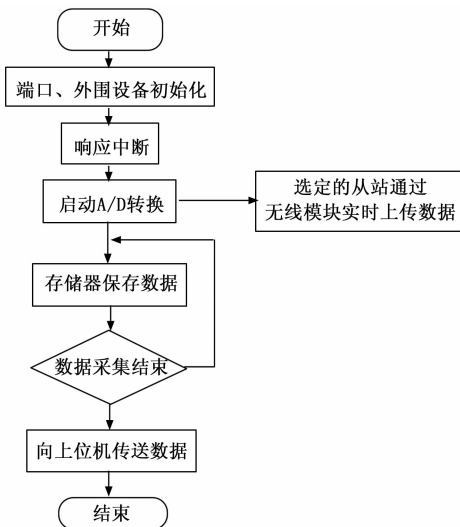 开始
端口、外围设备初始化
响应中断
启动A/D转换
选定的从站通过
无线模块实时上传数据
存储器保存数据
数据采集结束
向上位机传送数据
结束